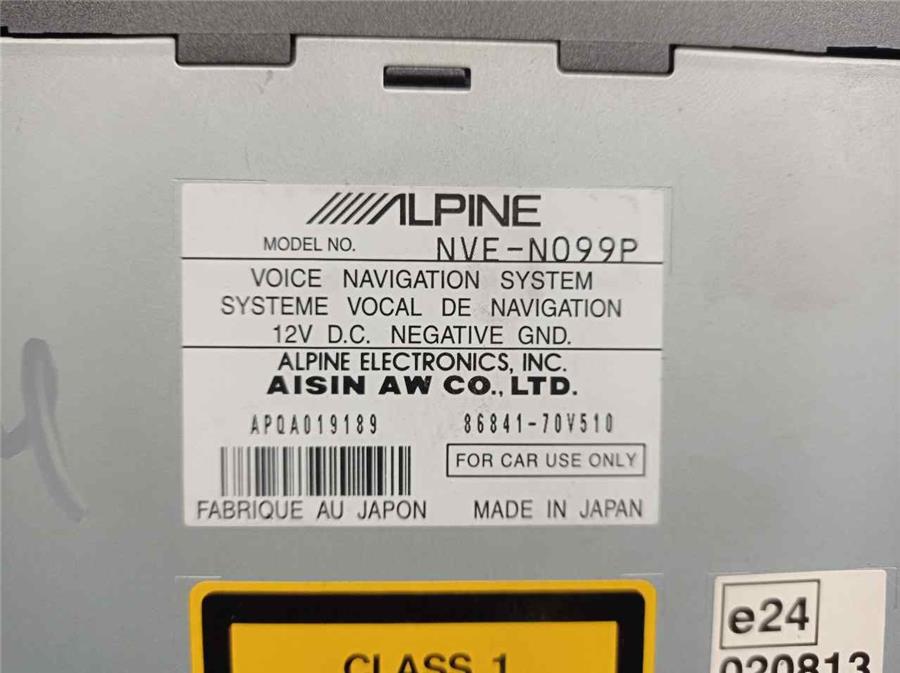 ALPINE
MODEL NO. NVE-N099P
VOICE NAVIGATION SYSTEM
SYSTEME VOCAL DE NAVIGATION
12V D.C. NEGATIVE GND.
ALPINE ELECTRONICS, INC.
AISIN AW CO., LTD.
APQA019189 86841-70V510
FOR CAR USE ONLY
FABRIQUE AU JAPON MADE IN JAPAN
CLASS 1
e24
020813